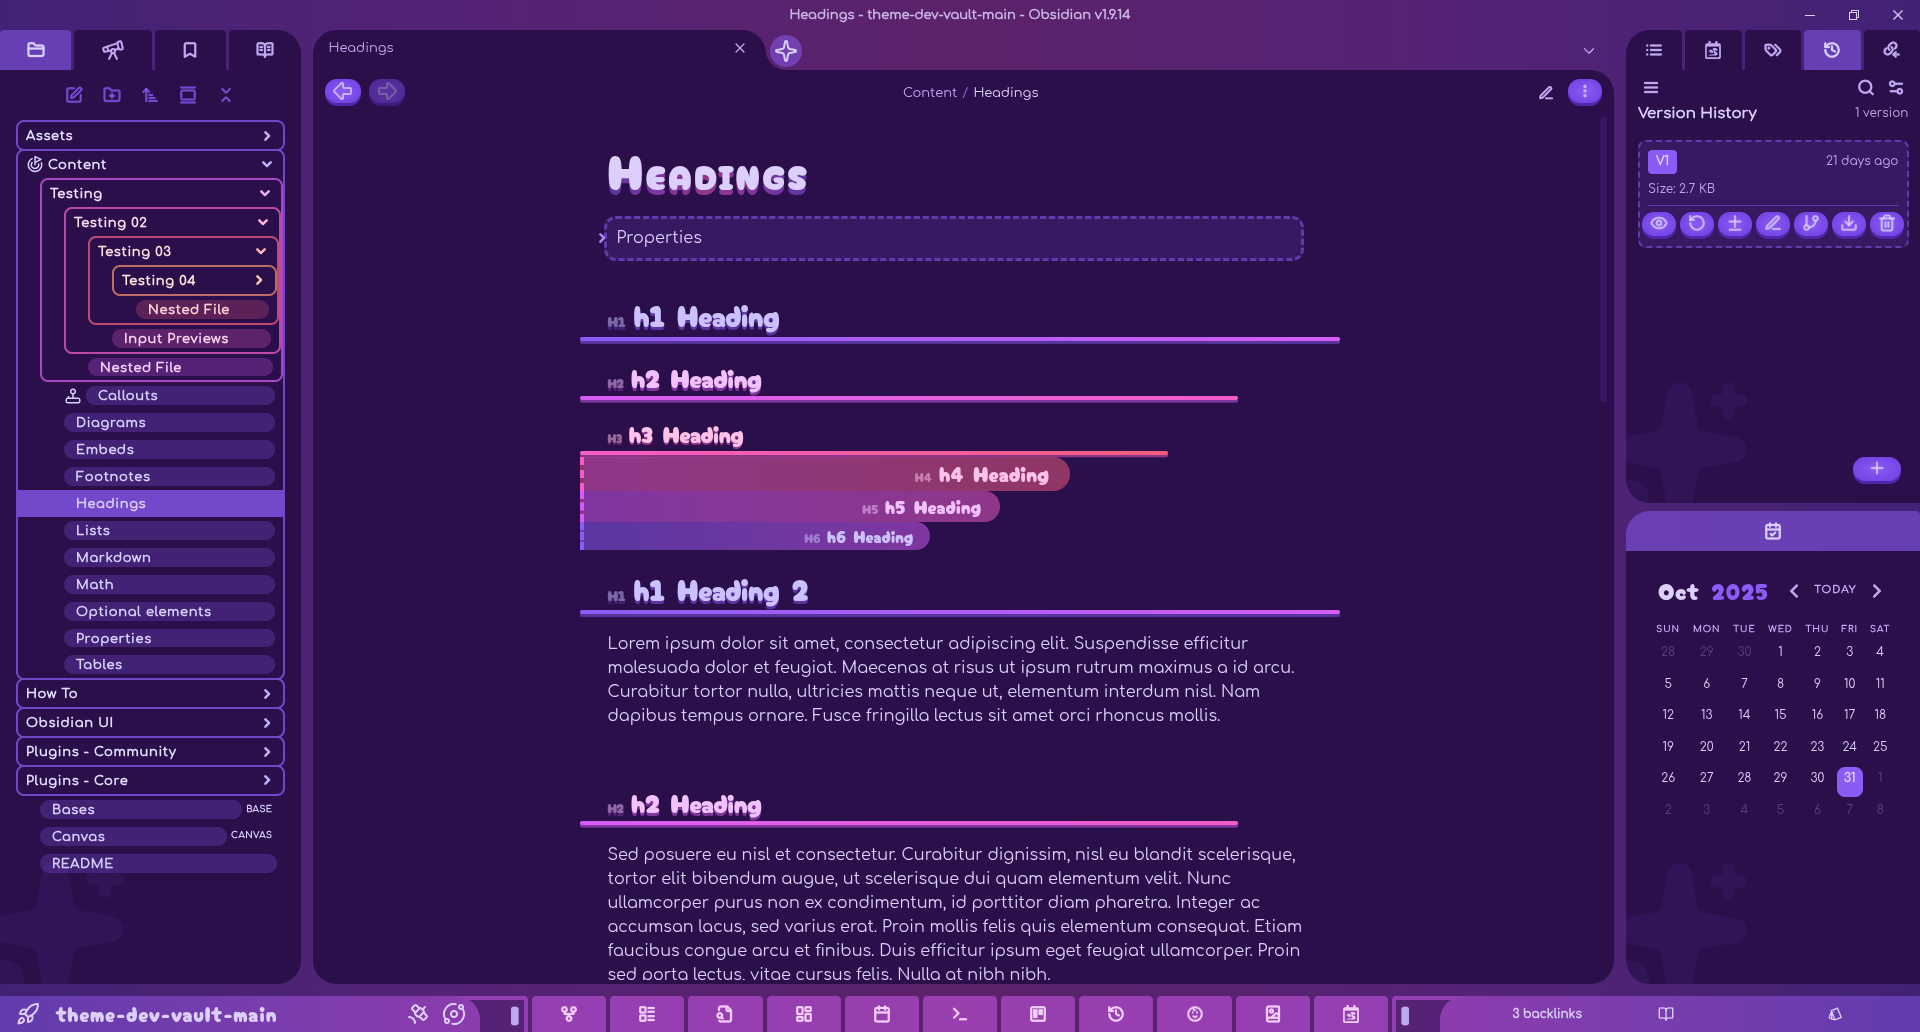 Headings - theme-dev-vault-main - Obsidian v1.9.14
Headings
Content / Headings
Assets
Content
Testing
Testing 02
Testing 03
Testing 04
Nested File
Input Previews
Nested File
Callouts
Diagrams
Embeds
Footnotes
Headings
Lists
Markdown
Math
Optional elements
Properties
Tables
How To
Obsidian UI
Plugins - Community
Plugins - Core
Bases BASE
Canvas CANVAS
README
Headings
Properties
H1 h1 Heading
H2 h2 Heading
H3 h3 Heading
H4 h4 Heading
H5 h5 Heading
H6 h6 Heading
H1 h1 Heading 2
Lorem ipsum dolor sit amet, consectetur adipiscing elit. Suspendisse efficitur
malesuada dolor et feugiat. Maecenas at risus ut ipsum rutrum maximus a id arcu.
Curabitur tortor nulla, ultricies mattis neque ut, elementum interdum nisl. Nam
dapibus tempus ornare. Fusce fringilla lectus sit amet orci rhoncus mollis.
H2 h2 Heading
Sed posuere eu nisl et consectetur. Curabitur dignissim, nisl eu blandit scelerisque,
tortor elit bibendum augue, ut scelerisque dui quam elementum velit. Nunc
ullamcorper purus non ex condimentum, id porttitor diam pharetra. Integer ac
accumsan lacus, sed varius erat. Proin mollis felis quis elementum consequat. Etiam
faucibus congue arcu et finibus. Duis efficitur ipsum eget feugiat ullamcorper. Proin
sed porta lectus, vitae cursus felis. Nulla at nibh nibh.
Version History 1 version
V1 21 days ago
Size: 2.7 KB
Oct 2025 TODAY
SUN MON TUE WED THU FRI SAT
28 29 30 1 2 3 4
5 6 7 8 9 10 11
12 13 14 15 16 17 18
19 20 21 22 23 24 25
26 27 28 29 30 31 1
2 3 4 5 6 7 8
theme-dev-vault-main
3 backlinks